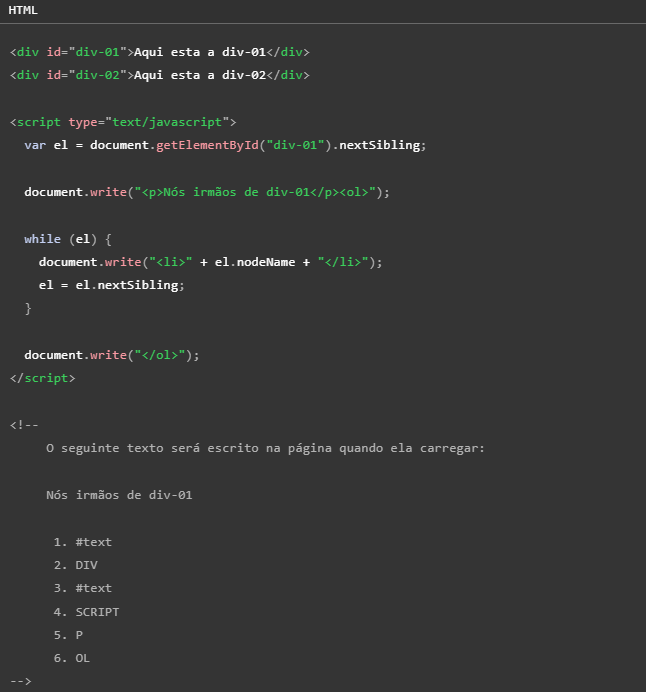 HTML
<div id="div-01">Aqui esta a div-01</div>
<div id="div-02">Aqui esta a div-02</div>
<script type="text/javascript">
  var el = document.getElementById("div-01").nextSibling;
  document.write("<p>Nós irmãos de div-01</p><ol>");
  while (el) {
    document.write("<li>" + el.nodeName + "</li>");
    el = el.nextSibling;
  }
  document.write("</ol>");
</script>
<!--
     O seguinte texto será escrito na página quando ela carregar:
     Nós irmãos de div-01
      1. #text
      2. DIV
      3. #text
      4. SCRIPT
      5. P
      6. OL
-->